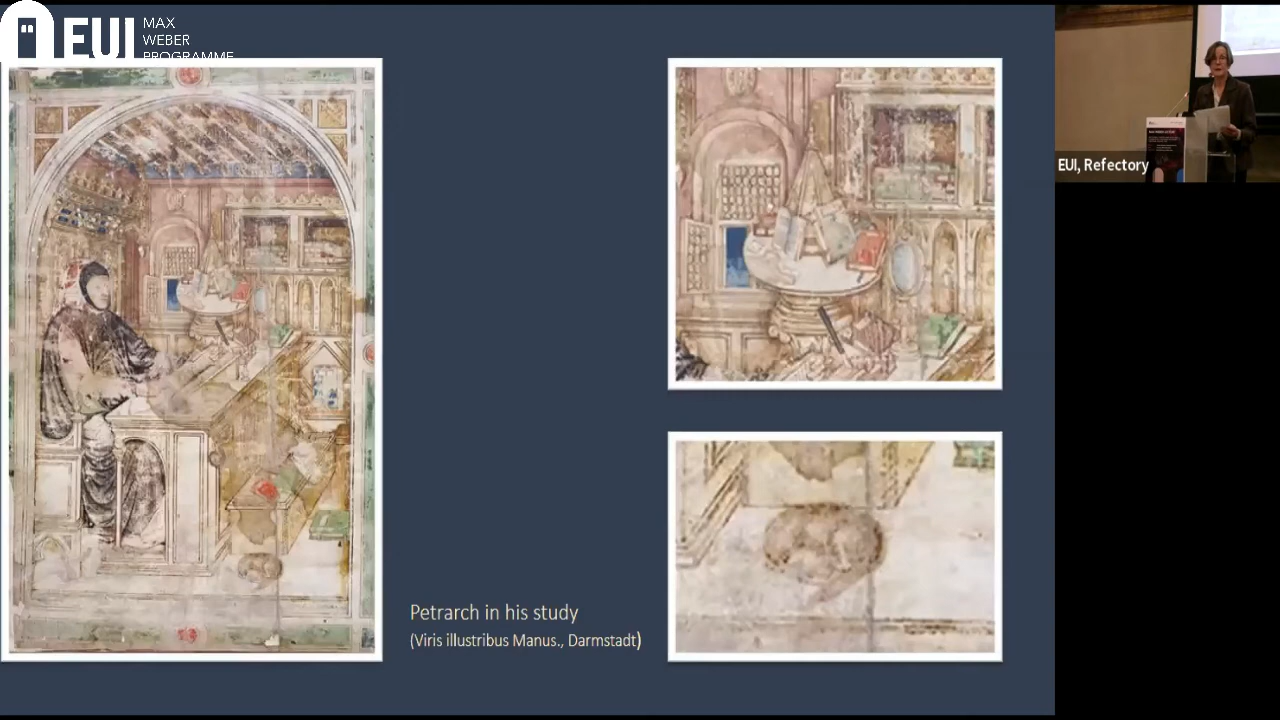 EUI
MAX
WEBER
PROGRAMME
EUI, Refectory
Petrarch in his study
(Viris illustribus Manus., Darmstadt)